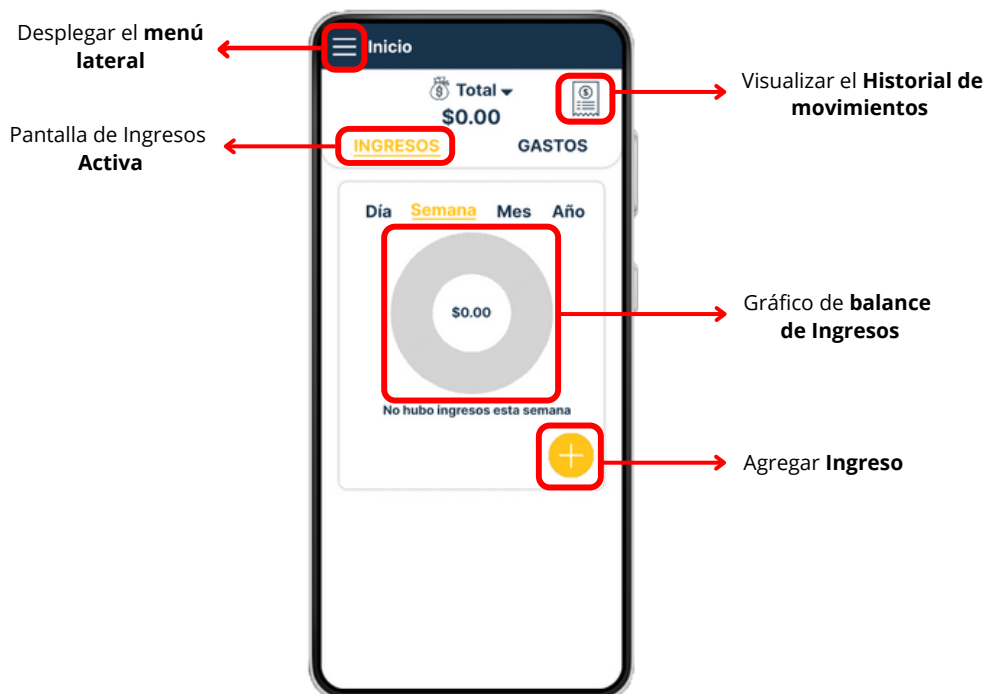 Desplegar el menú
lateral
Inicio
Total
$0.00
Visualizar el Historial de
movimientos
Pantalla de Ingresos
Activa
INGRESOS GASTOS
Día Semana Mes Año
$0.00
Gráfico de balance
de Ingresos
No hubo ingresos esta semana
Agregar Ingreso